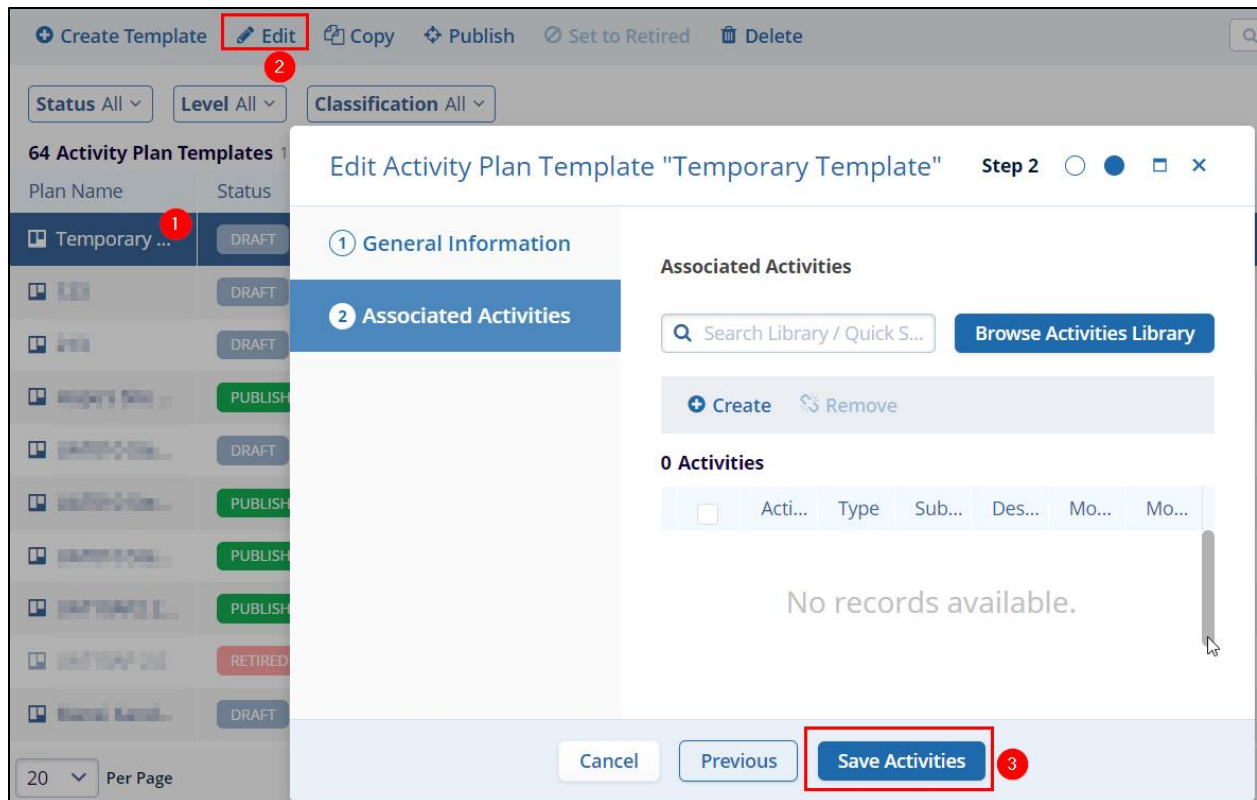 Create Template Edit Copy Publish Set to Retired Delete
2
Status All Level All Classification All
64 Activity Plan Templates 1
Plan Name Status
1
Temporary ... DRAFT
DRAFT
DRAFT
PUBLISH
DRAFT
PUBLISH
PUBLISH
PUBLISH
RETIRED
DRAFT
20 Per Page
Edit Activity Plan Template "Temporary Template" Step 2
1 General Information
2 Associated Activities
Associated Activities
Search Library / Quick S... Browse Activities Library
Create Remove
0 Activities
Acti... Type Sub... Des... Mo... Mo...
No records available.
Cancel Previous Save Activities 3